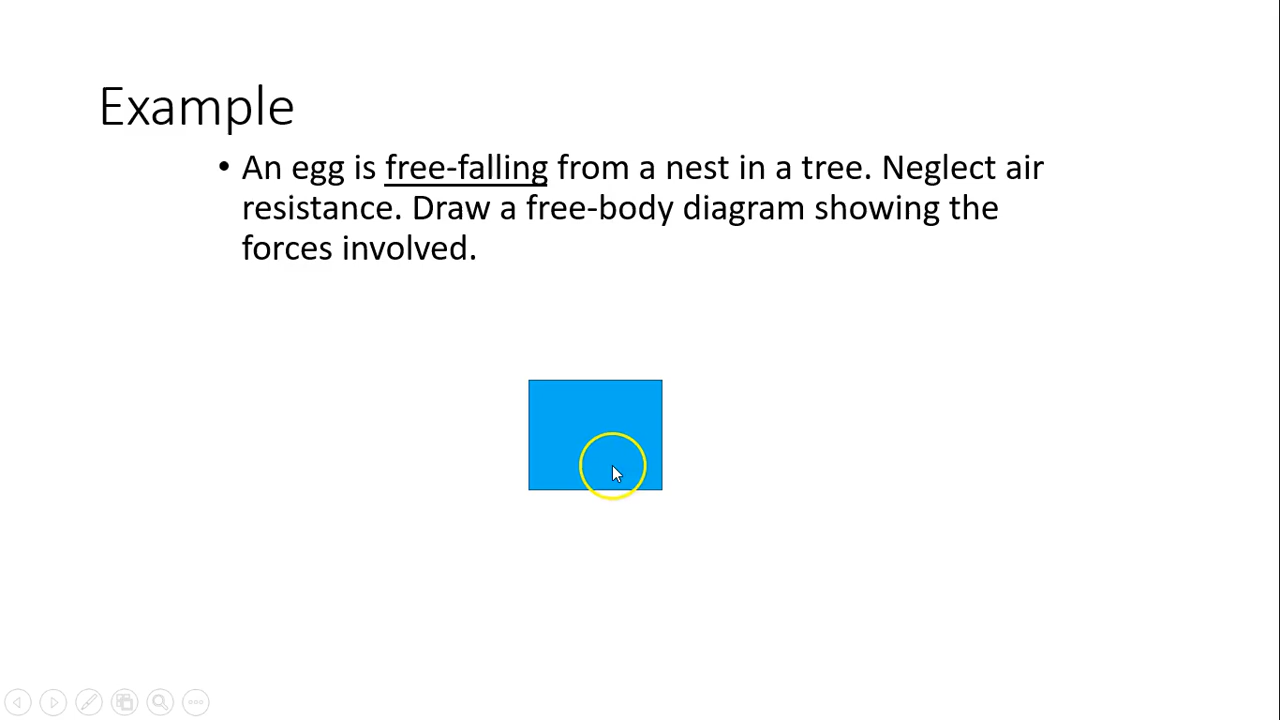 Example
• An egg is free-falling from a nest in a tree. Neglect air
resistance. Draw a free-body diagram showing the
forces involved.